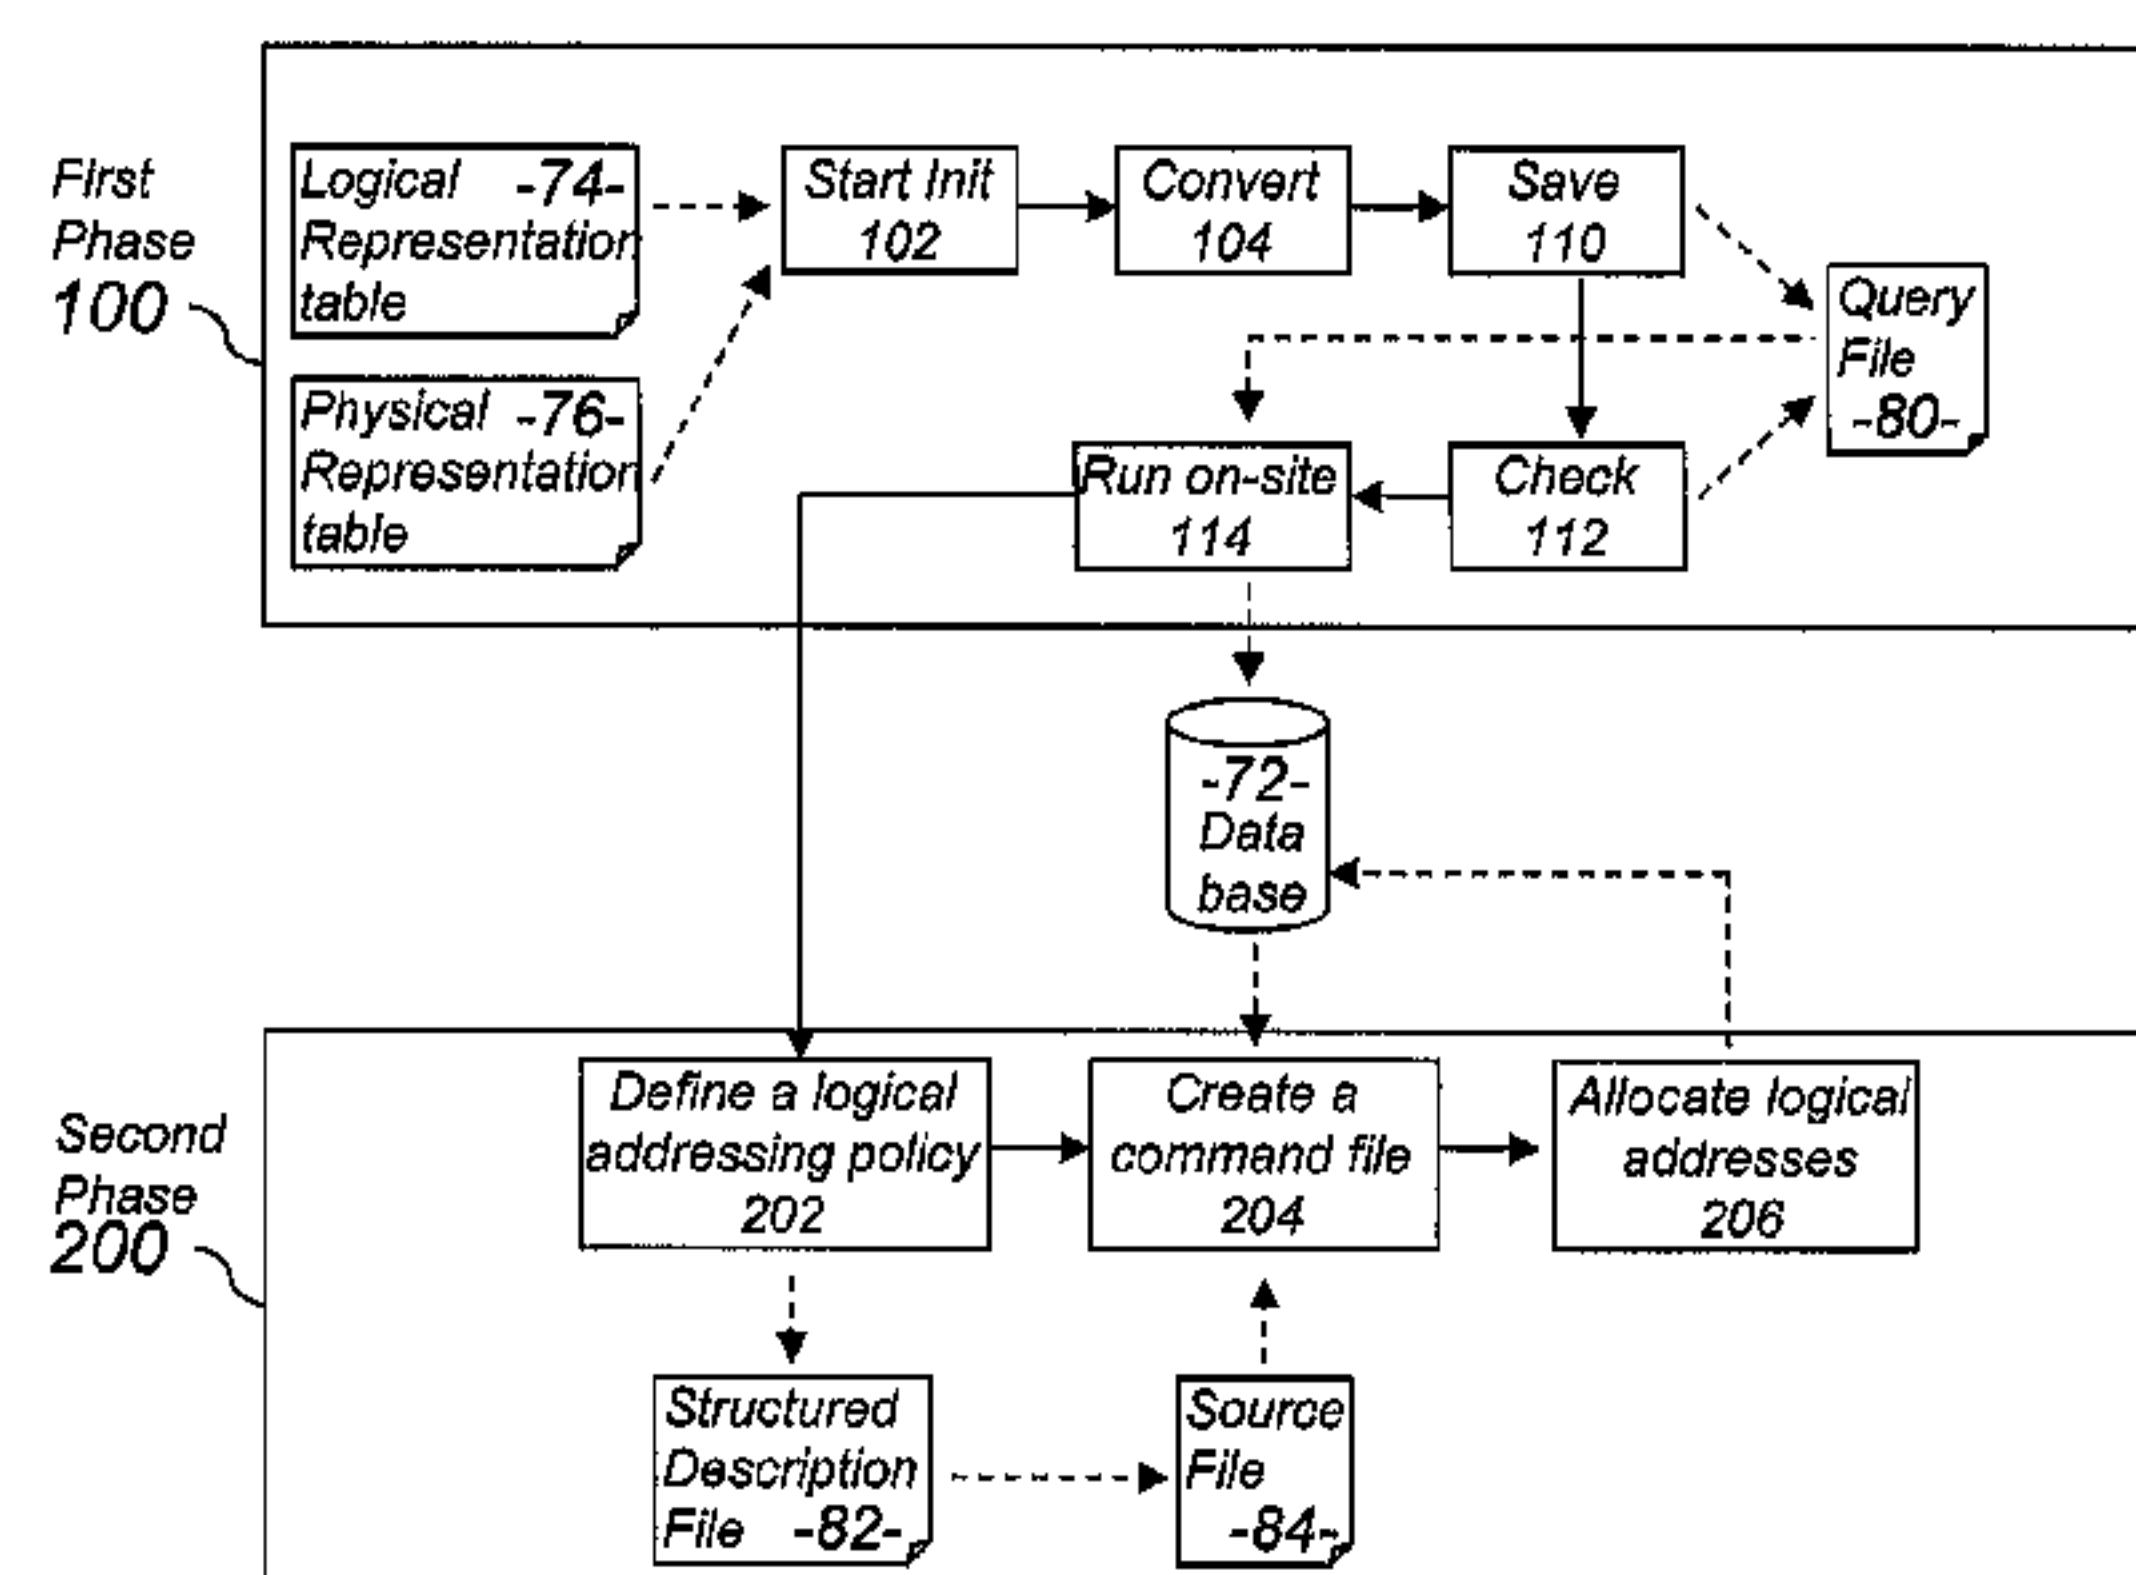 First
Phase
100
Logical -74-
Representation
table
Physical -76-
Representation
table
Start Init
102
Convert
104
Save
110
Query
File
-80-
Run on-site
114
Check
112
-72-
Data
base
Second
Phase
200
Define a logical
addressing policy
202
Create a
command file
204
Allocate logical
addresses
206
Structured
Description
File -82-
Source
File
-84-